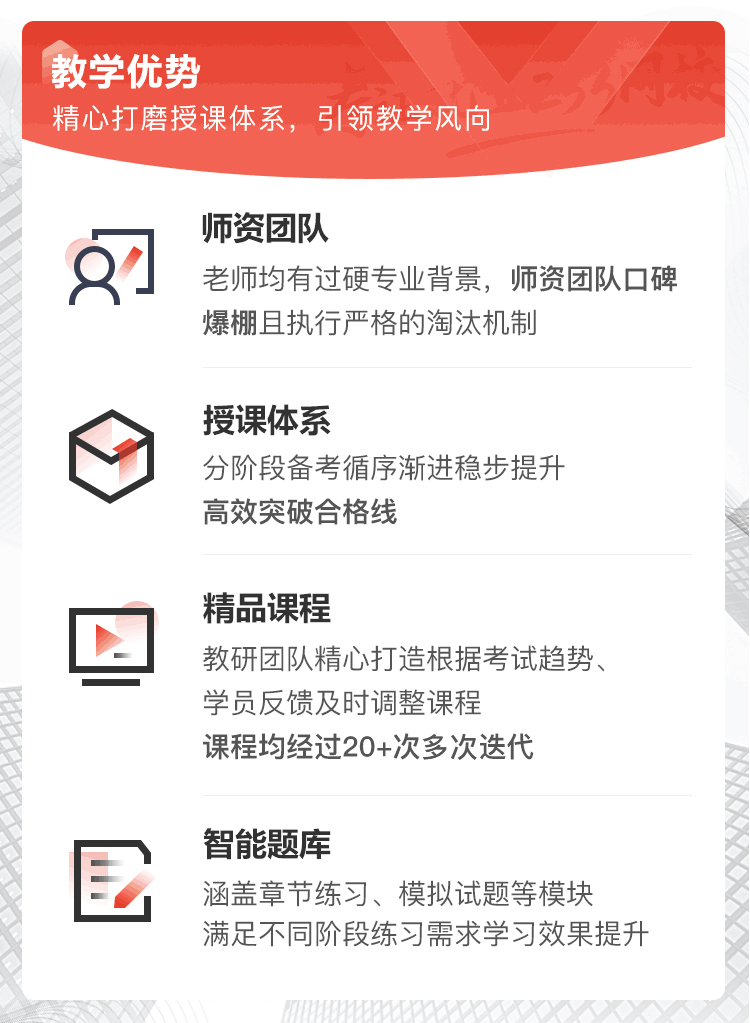 教学优势
精心打磨授课体系，引领教学风向
师资团队
老师均有过硬专业背景，师资团队口碑
爆棚且执行严格的淘汰机制
授课体系
分阶段备考循序渐进稳步提升
高效突破合格线
精品课程
教研团队精心打造根据考试趋势、
学员反馈及时调整课程
课程均经过20+次多次迭代
智能题库
涵盖章节练习、模拟试题等模块
满足不同阶段练习需求学习效果提升